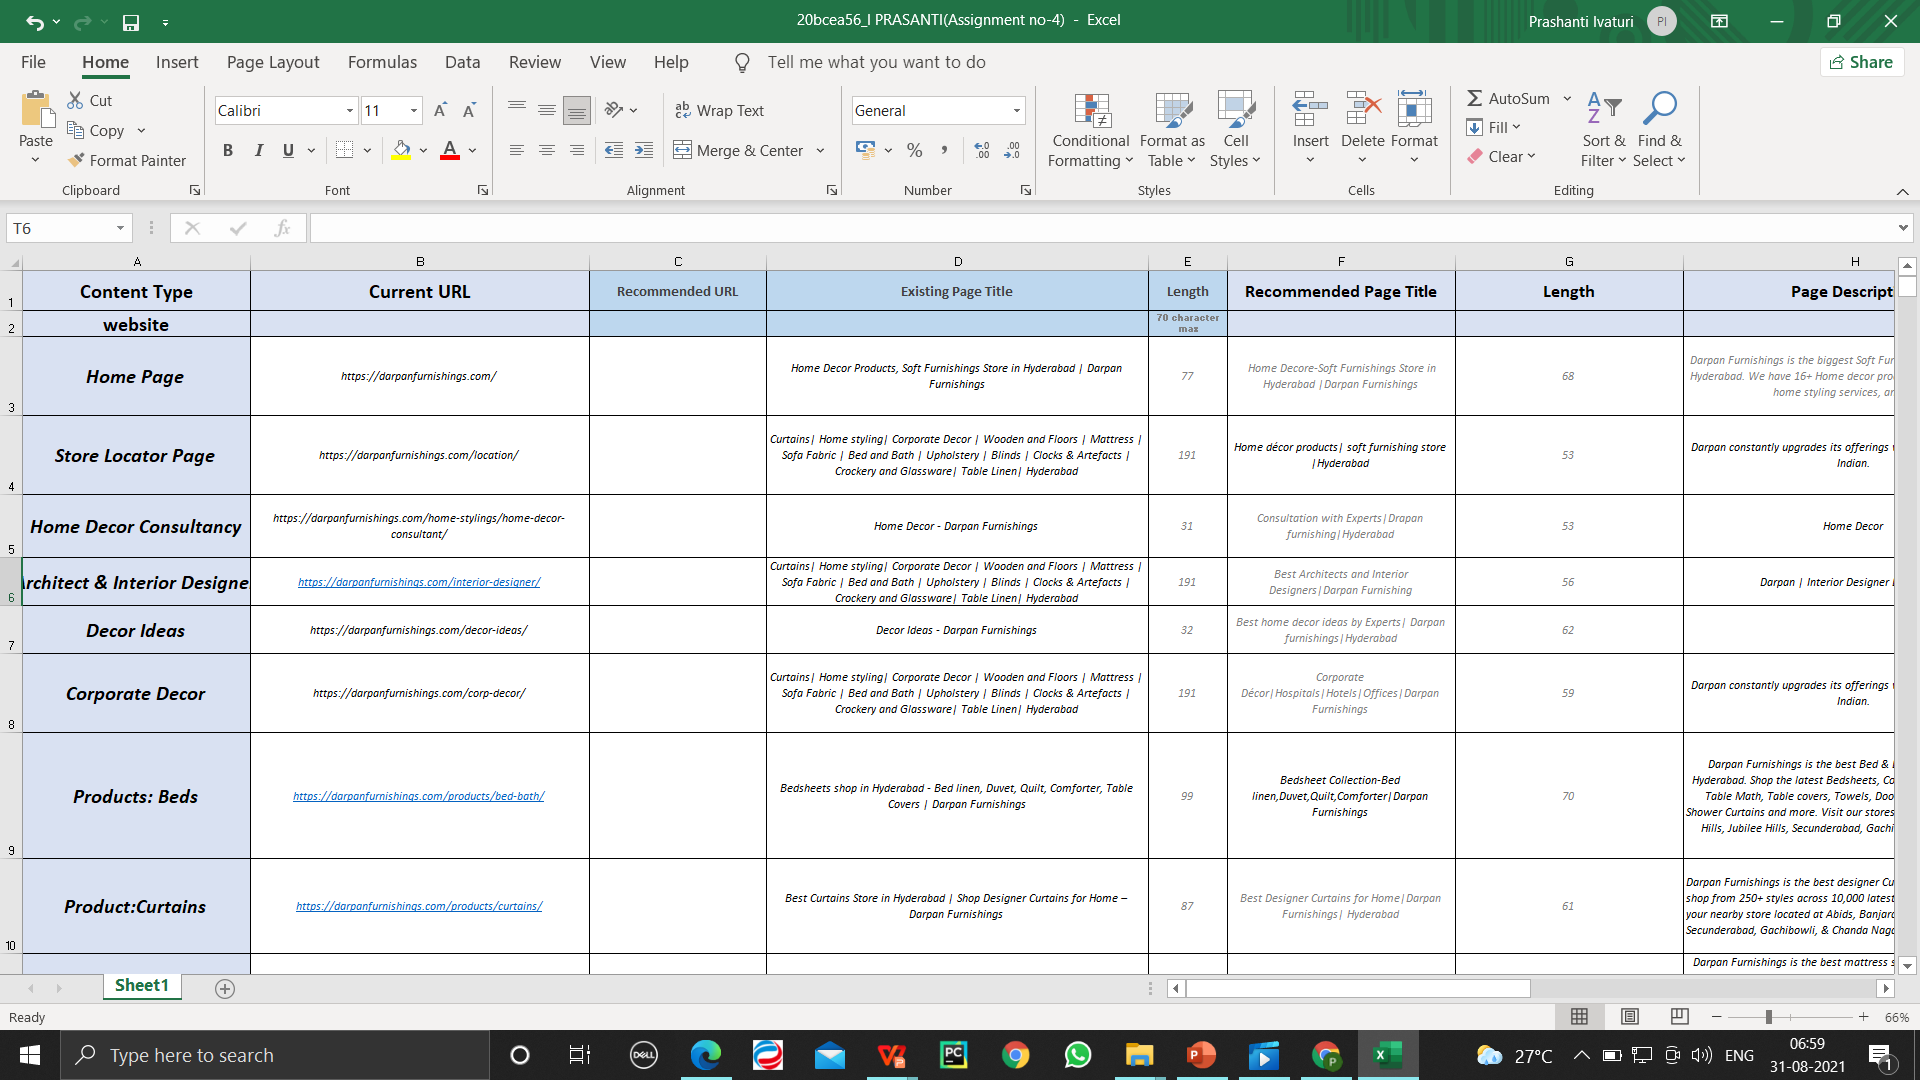 20bcea56_I PRASANTI(Assignment no-4) - Excel
Prashanti Ivaturi
PI
File Home Insert Page Layout Formulas Data Review View Help Tell me what you want to do
Share
Paste
Cut
Copy
Format Painter
Clipboard
Calibri 11
B I U
Font
Wrap Text
Merge & Center
Alignment
General
Number
Conditional Formatting
Format as Table
Cell Styles
Styles
Insert Delete Format
Cells
AutoSum
Fill
Clear
Sort & Filter
Find & Select
Editing
T6
fx
A B C D E F G H
1 Content Type Current URL Recommended URL Existing Page Title Length Recommended Page Title Length Page Descript
2 website 70 character
max
3 Home Page https://darpanfurnishings.com/ Home Decor Products, Soft Furnishings Store in Hyderabad | Darpan
Furnishings 77 Home Decore-Soft Furnishings Store in
Hyderabad |Darpan Furnishings 68 Darpan Furnishings is the biggest Soft Fur
Hyderabad. We have 16+ Home decor pro
home styling services, an
4 Store Locator Page https://darpanfurnishings.com/location/ Curtains| Home styling| Corporate Decor | Wooden and Floors | Mattress |
Sofa Fabric | Bed and Bath | Upholstery | Blinds | Clocks & Artefacts |
Crockery and Glassware| Table Linen| Hyderabad 191 Home décor products| soft furnishing store
|Hyderabad 53 Darpan constantly upgrades its offerings
Indian.
5 Home Decor Consultancy https://darpanfurnishings.com/home-stylings/home-decor-
consultant/ Home Decor - Darpan Furnishings 31 Consultation with Experts|Drapan
furnishing|Hyderabad 53 Home Decor
6 Architect & Interior Designe https://darpanfurnishings.com/interior-designer/ Curtains| Home styling| Corporate Decor | Wooden and Floors | Mattress |
Sofa Fabric | Bed and Bath | Upholstery | Blinds | Clocks & Artefacts |
Crockery and Glassware| Table Linen| Hyderabad 191 Best Architects and Interior
Designers|Darpan Furnishing 56 Darpan | Interior Designer
7 Decor Ideas https://darpanfurnishings.com/decor-ideas/ Decor Ideas - Darpan Furnishings 32 Best home decor ideas by Experts| Darpan
furnishings|Hyderabad 62
8 Corporate Decor https://darpanfurnishings.com/corp-decor/ Curtains| Home styling| Corporate Decor | Wooden and Floors | Mattress |
Sofa Fabric | Bed and Bath | Upholstery | Blinds | Clocks & Artefacts |
Crockery and Glassware| Table Linen| Hyderabad 191 Corporate
Décor|Hospitals|Hotels|Offices|Darpan
Furnishings 59 Darpan constantly upgrades its offerings
Indian.
9 Products: Beds https://darpanfurnishings.com/products/bed-bath/ Bedsheets shop in Hyderabad - Bed linen, Duvet, Quilt, Comforter, Table
Covers | Darpan Furnishings 99 Bedsheet Collection-Bed
linen,Duvet,Quilt,Comforter|Darpan
Furnishings 70 Darpan Furnishings is the best Bed &
Hyderabad. Shop the latest Bedsheets, Co
Table Math, Table covers, Towels, Doo
Shower Curtains and more. Visit our stores
Hills, Jubilee Hills, Secunderabad, Gachi
10 Product:Curtains https://darpanfurnishings.com/products/curtains/ Best Curtains Store in Hyderabad | Shop Designer Curtains for Home –
Darpan Furnishings 87 Best Designer Curtains for Home|Darpan
Furnishings| Hyderabad 61 Darpan Furnishings is the best designer Cu
shop from 250+ styles across 10,000 latest
your nearby store located at Abids, Banjara
Secunderabad, Gachibowli, & Chanda Naga
Darpan Furnishings is the best mattress s
Sheet1
Ready
66%
Type here to search
DELL
PC
27°C
ENG
06:59
31-08-2021
1